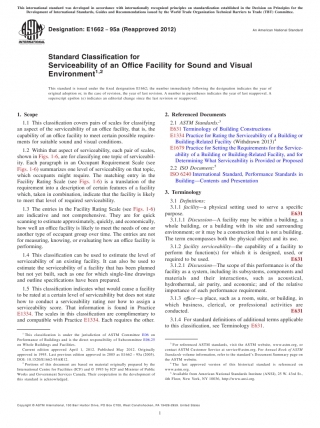 This international standard was developed in accordance with internationally recognized principles on standardization established in the Decision on Principles for the
Development of International Standards, Guides and Recommendations issued by the World Trade Organization Technical Barriers to Trade (TBT) Committee.
Designation: E1662 − 95a (Reapproved 2012)
An American National Standard
Standard Classification for
Serviceability of an Office Facility for Sound and Visual
Environment1,2
This standard is issued under the fixed designation E1662; the number immediately following the designation indicates the year of
original adoption or, in the case of revision, the year of last revision. A number in parentheses indicates the year of last reapproval. A
superscript epsilon (ε) indicates an editorial change since the last revision or reapproval.
1. Scope
1.1 This classification covers pairs of scales for classifying
an aspect of the serviceability of an office facility, that is, the
capability of an office facility to meet certain possible require-
ments for suitable sound and visual conditions.
1.2 Within that aspect of serviceability, each pair of scales,
shown in Figs. 1-6, are for classifying one topic of serviceabil-
ity. Each paragraph in an Occupant Requirement Scale (see
Figs. 1-6) summarizes one level of serviceability on that topic,
which occupants might require. The matching entry in the
Facility Rating Scale (see Figs. 1-6) is a translation of the
requirement into a description of certain features of a facility
which, taken in combination, indicate that the facility is likely
to meet that level of required serviceability.
1.3 The entries in the Facility Rating Scale (see Figs. 1-6)
are indicative and not comprehensive. They are for quick
scanning to estimate approximately, quickly, and economically,
how well an office facility is likely to meet the needs of one or
another type of occupant group over time. The entries are not
for measuring, knowing, or evaluating how an office facility is
performing.
1.4 This classification can be used to estimate the level of
serviceability of an existing facility. It can also be used to
estimate the serviceability of a facility that has been planned
but not yet built, such as one for which single-line drawings
and outline specifications have been prepared.
1.5 This classification indicates what would cause a facility
to be rated at a certain level of serviceability but does not state
how to conduct a serviceability rating nor how to assign a
serviceability score. That information is found in Practice
E1334. The scales in this classification are complimentary to
and compatible with Practice E1334. Each requires the other.
1 This classification is under the jurisdiction of ASTM Committee E06 on
Performance of Buildings and is the direct responsibility of Subcommittee E06.25
on Whole Buildings and Facilities.
Current edition approved April 1, 2012. Published May 2012. Originally
approved in 1995. Last previous edition approved in 2005 as E1662 – 95a (2005).
DOI: 10.1520/E1662-95AR12.
2 Portions of this document are based on material originally prepared by the
International Centre for Facilities (ICF) © 1993 by ICF and Minister of Public
Works and Government Services Canada. Their cooperation in the development of
this standard is acknowledged.
2. Referenced Documents
2.1 ASTM Standards:3
E631 Terminology of Building Constructions
E1334 Practice for Rating the Serviceability of a Building or
Building-Related Facility (Withdrawn 2013)4
E1679 Practice for Setting the Requirements for the Service-
ability of a Building or Building-Related Facility, and for
Determining What Serviceability is Provided or Proposed
2.2 ISO Document:5
ISO 6240 International Standard, Performance Standards in
Building—Contents and Presentation
3. Terminology
3.1 Definitions:
3.1.1 facility—a physical setting used to serve a specific
purpose. E631
3.1.1.1 Discussion—A facility may be within a building, a
whole building, or a building with its site and surrounding
environment; or it may be a construction that is not a building.
The term encompasses both the physical object and its use.
3.1.2 facility serviceability—the capability of a facility to
perform the function(s) for which it is designed, used, or
required to be used. E631
3.1.2.1 Discussion—The scope of this performance is of the
facility as a system, including its subsystems, components and
materials and their interactions, such as acoustical,
hydrothermal, air purity, and economic; and of the relative
importance of each performance requirement.
3.1.3 office—a place, such as a room, suite, or building, in
which business, clerical, or professional activities are
conducted. E631
3.1.4 For standard definitions of additional terms applicable
to this classification, see Terminology E631.
3 For referenced ASTM standards, visit the ASTM website, www.astm.org, or
contact ASTM Customer Service at service@astm.org. For Annual Book of ASTM
Standards volume information, refer to the standard's Document Summary page on
the ASTM website.
4 The last approved version of this historical standard is referenced on
www.astm.org.
5 Available from American National Standards Institute (ANSI), 25 W. 43rd St.,
4th Floor, New York, NY 10036, http://www.ansi.org.
Copyright © ASTM International, 100 Barr Harbor Drive, PO Box C700, West Conshohocken, PA 19428-2959. United States
1